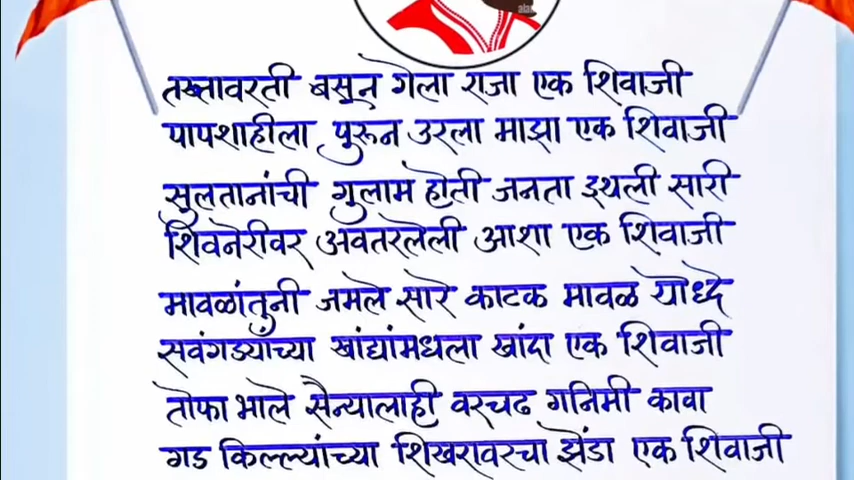 तख्तावरती बसून गेला राजा एक शिवाजी
पापशाहीला पुरून उरला माझा एक शिवाजी
सुलतानांची गुलाम होती जनता इथली सारी
शिवनेरीवर अवतरलेली आशा एक शिवाजी
मावळांतुनी जमले सारे काटक मावळ योध्दे
सवंगड्यांच्या खांद्यांमधला खांदा एक शिवाजी
तोफा भाले सैन्यालाही वरचढ गनिमी कावा
गड किल्ल्यांच्या शिखरावरचा झेंडा एक शिवाजी